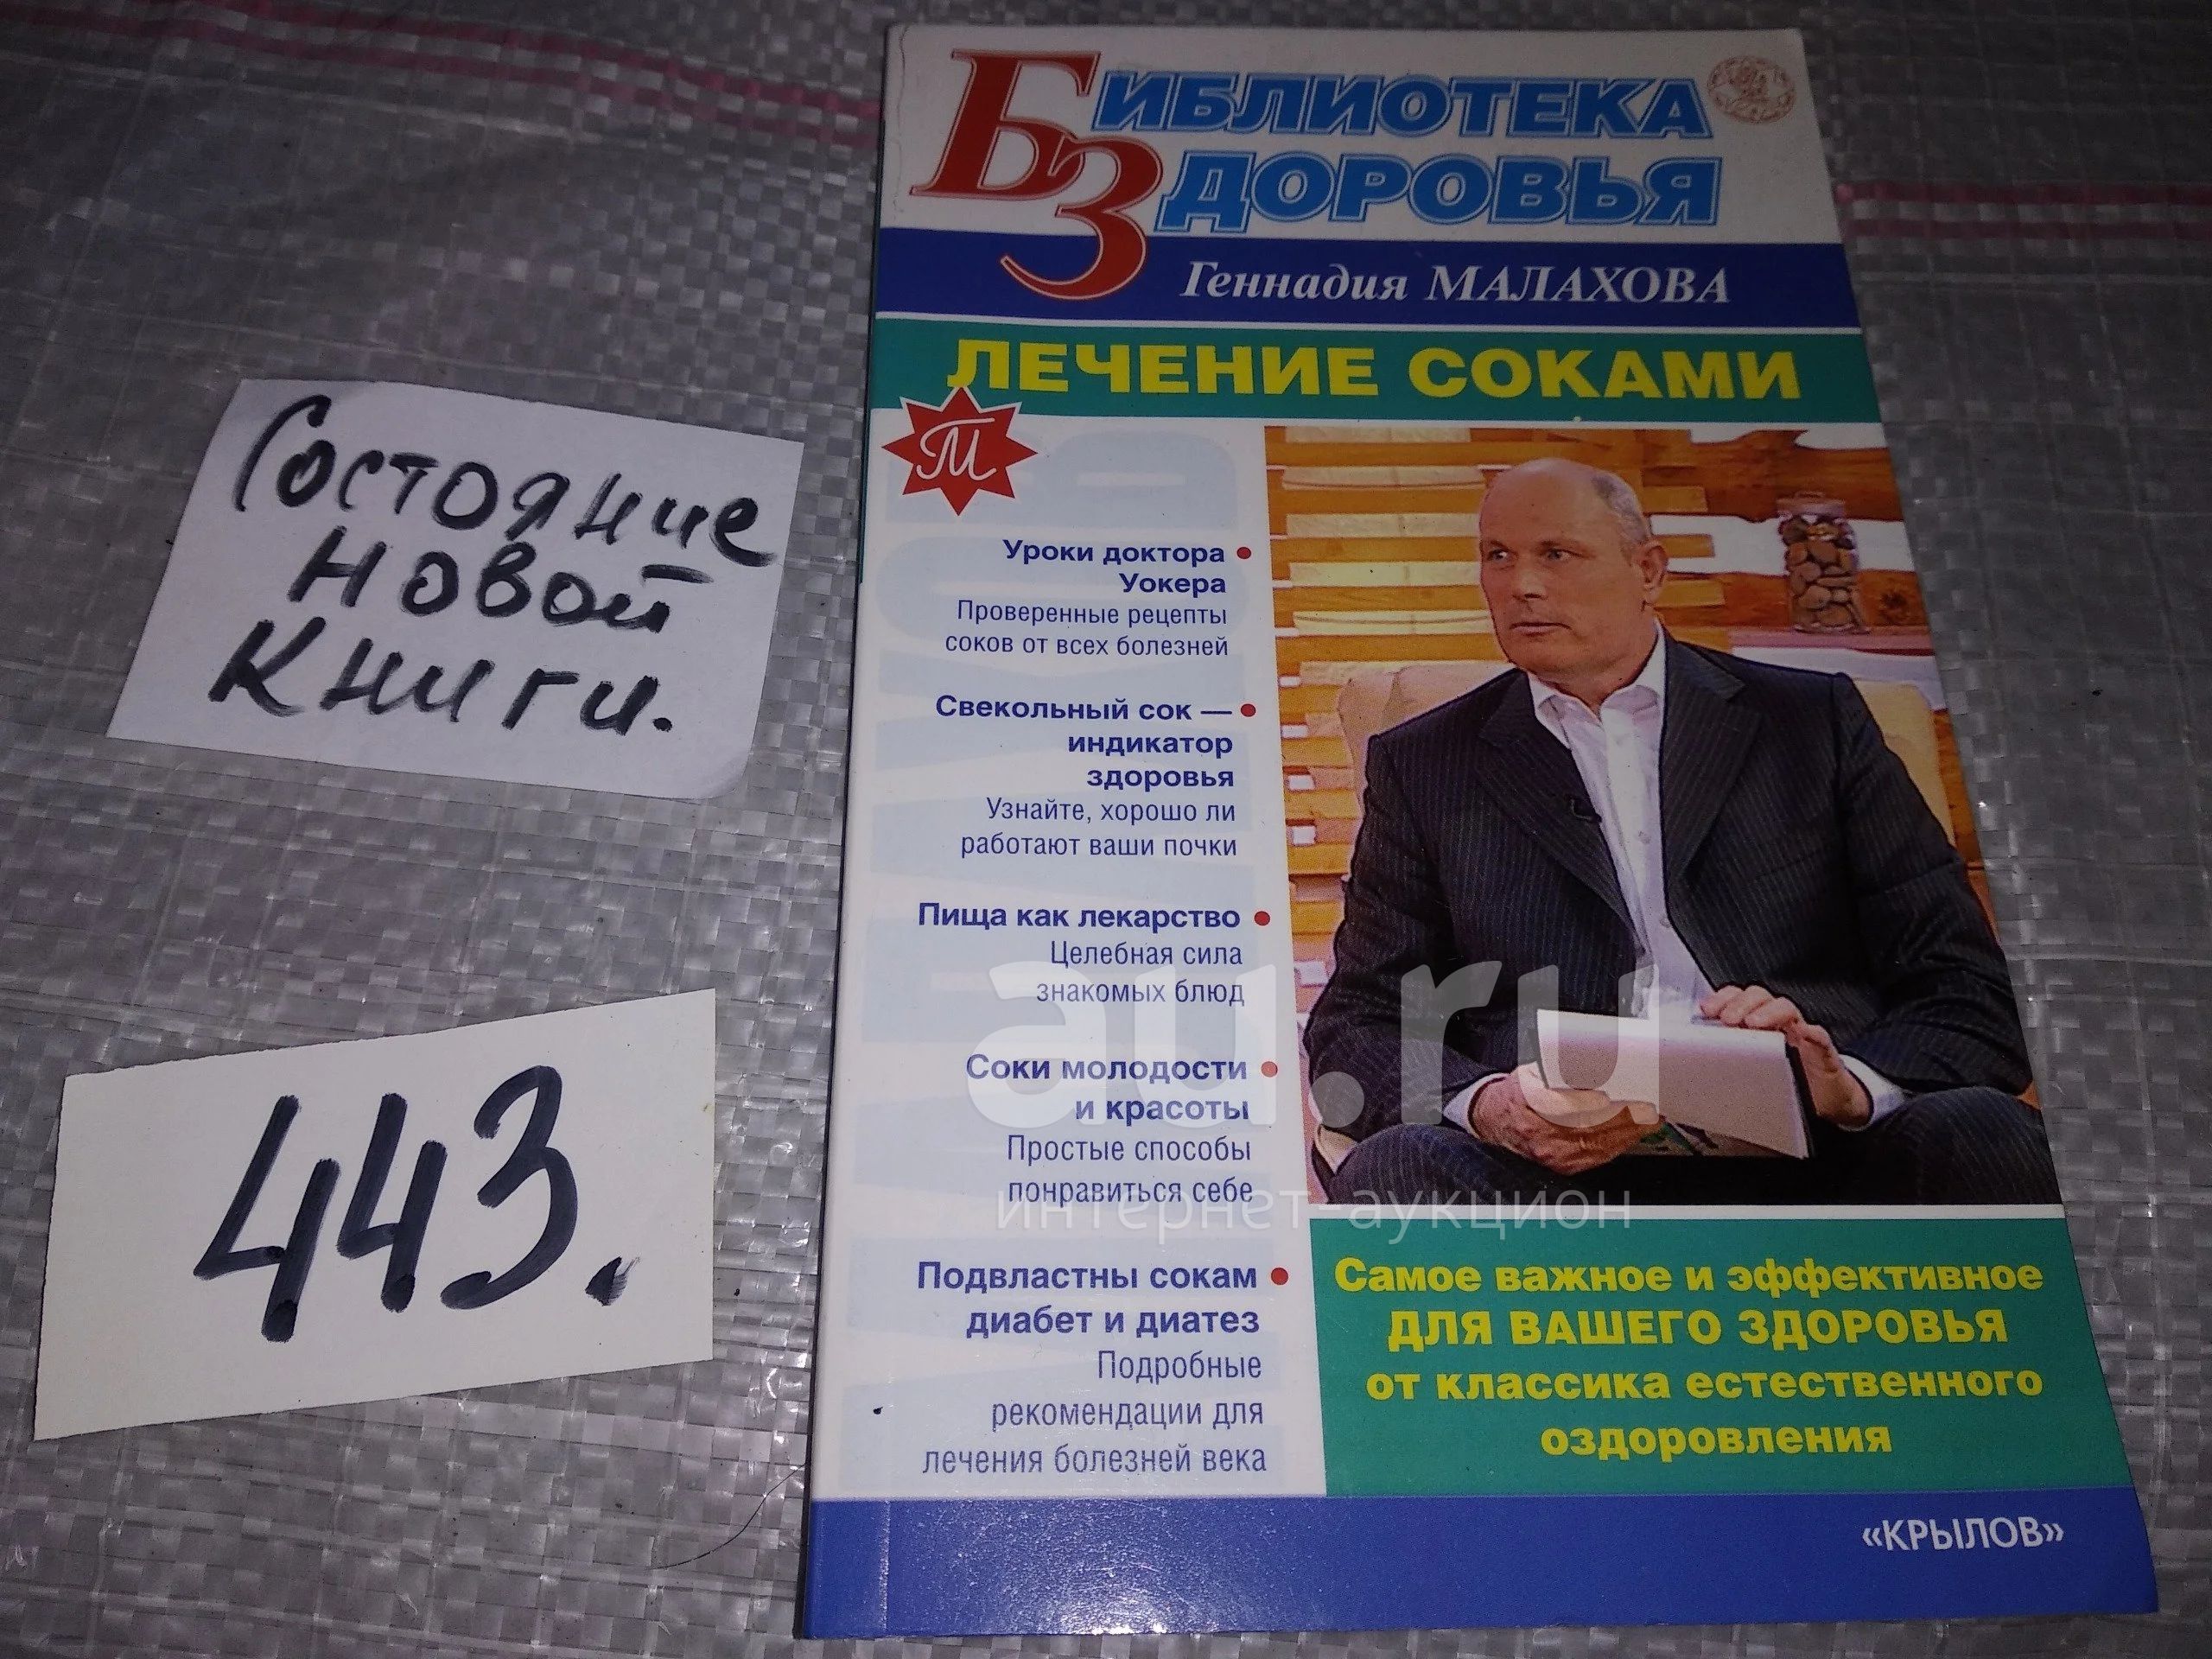 БИБЛИОТЕКА
ЗДОРОВЬЯ
Геннадия МАЛАХОВА
ЛЕЧЕНИЕ СОКАМИ
М
Уроки доктора
Уокера
Проверенные рецепты
соков от всех болезней
Свекольный сок —
индикатор
здоровья
Узнайте, хорошо ли
работают ваши почки
Пища как лекарство
Целебная сила
знакомых блюд
Соки молодости
и красоты
Простые способы
понравиться себе
Подвластны сокам
диабет и диатез
Подробные
рекомендации для
лечения болезней века
Самое важное и эффективное
ДЛЯ ВАШЕГО ЗДОРОВЬЯ
от классика естественного
оздоровления
«КРЫЛОВ»
Состояние
новой
книги.
443.
au.ru
интернет-аукцион
МАЛАХОВ